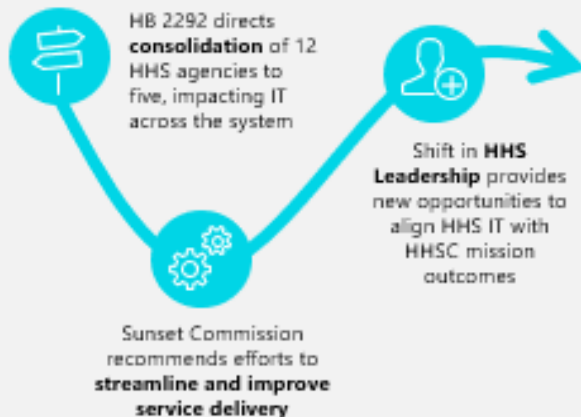 HB 2292 directs
consolidation of 12
HHS agencies to
five, impacting IT
across the system
Sunset Commission
recommends efforts to
streamline and improve
service delivery
Shift in HHS
Leadership provides
new opportunities to
align HHS IT with
HHSC mission
outcomes